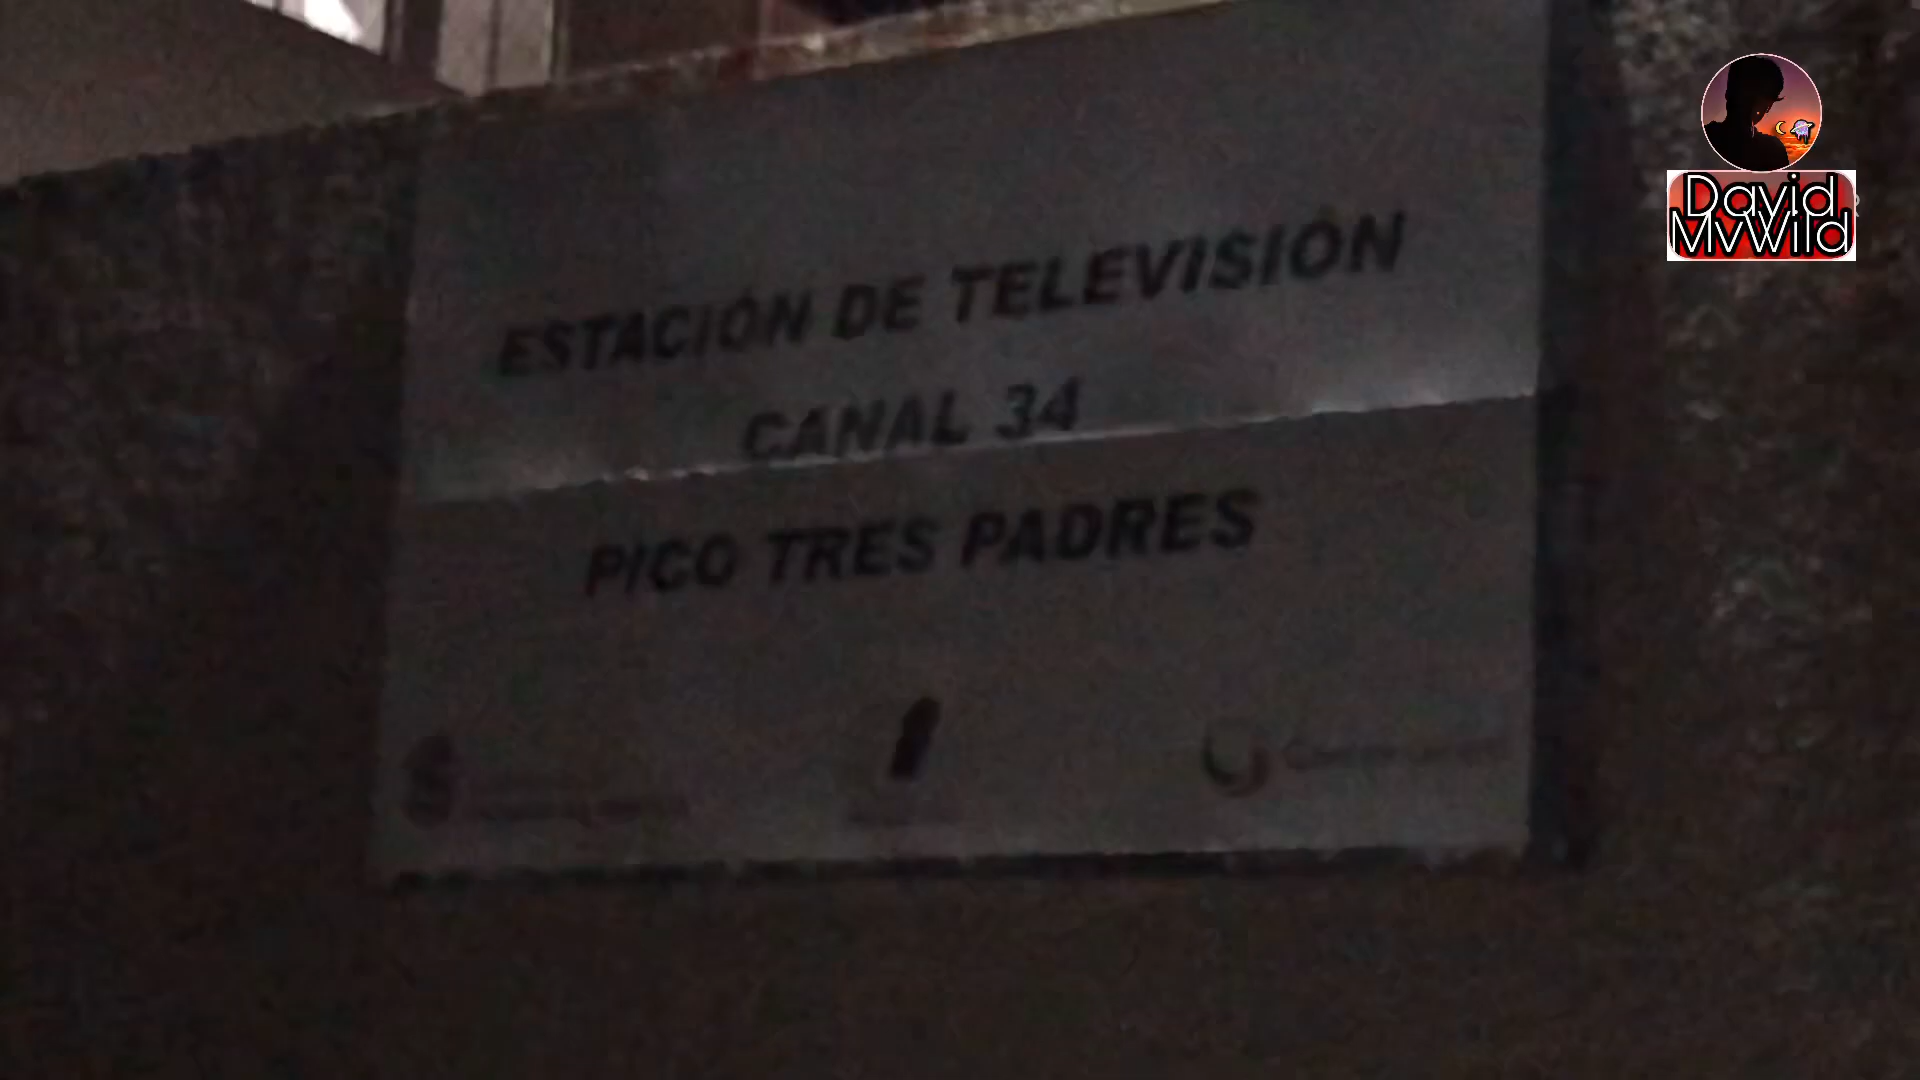 ESTACIÓN DE TELEVISIÓN
CANAL 34
PICO TRES PADRES
David
MvWild